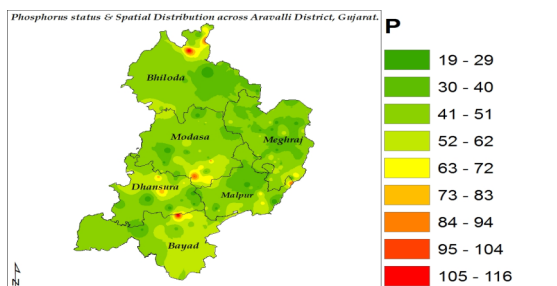 Phosphorus status & Spatial Distribution across Aravalli District, Gujarat.
P
19 - 29
30 - 40
41 - 51
52 - 62
63 - 72
73 - 83
84 - 94
95 - 104
105 - 116
Bhiloda
Modasa
Meghraj
Dhansura
Malpur
Bayad
N